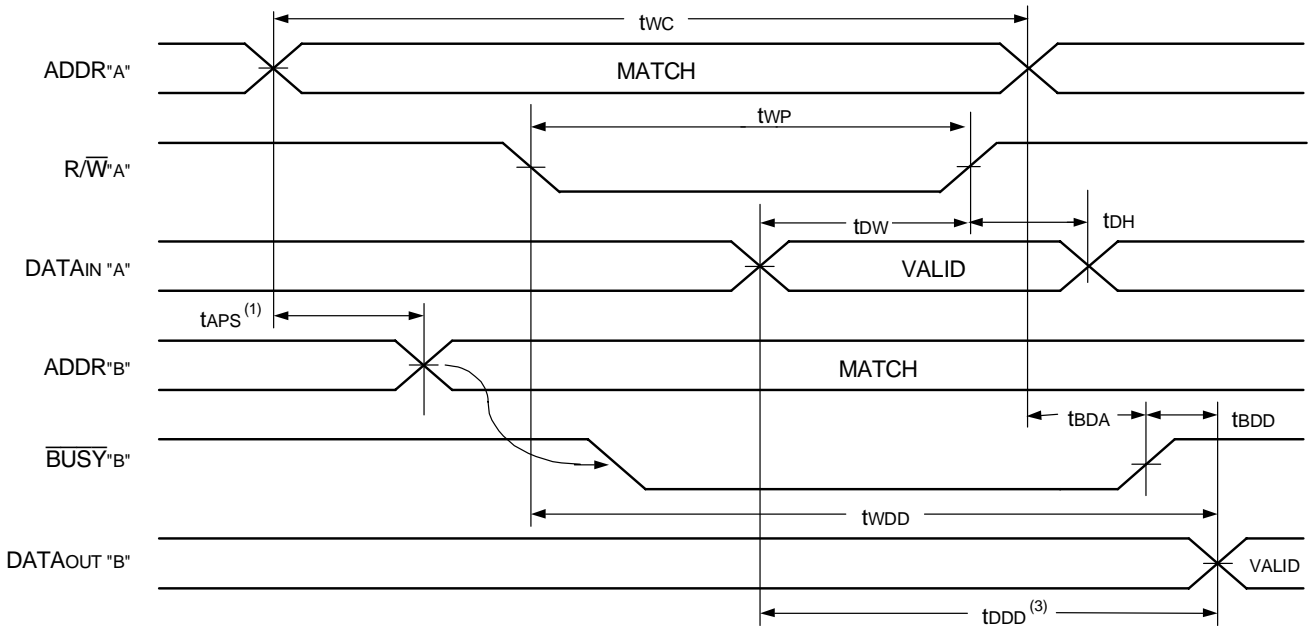 tWC
ADDR"A"
MATCH
tWP
R/W̅"A"
tDW
tDH
DATAIN "A"
VALID
tAPS(1)
ADDR"B"
MATCH
tBDA
tBDD
B̅U̅S̅Y̅"B"
tWDD
DATAOUT "B"
VALID
tDDD(3)